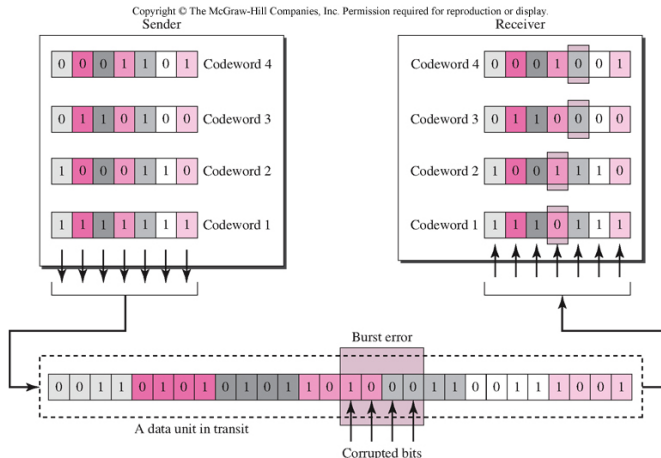 Copyright © The McGraw-Hill Companies, Inc. Permission required for reproduction or display.
Sender
0 0 0 1 1 0 1 Codeword 4
0 1 1 0 1 0 0 Codeword 3
1 0 0 0 1 1 0 Codeword 2
1 1 1 1 1 1 1 Codeword 1
Receiver
Codeword 4 0 0 0 1 0 0 1
Codeword 3 0 1 1 0 0 0 0
Codeword 2 1 0 0 1 1 1 0
Codeword 1 1 1 1 0 1 1 1
Burst error
0 0 1 1 0 1 0 1 0 1 0 1 1 0 1 0 0 0 1 1 0 0 1 1 1 0 0 1
A data unit in transit
Corrupted bits